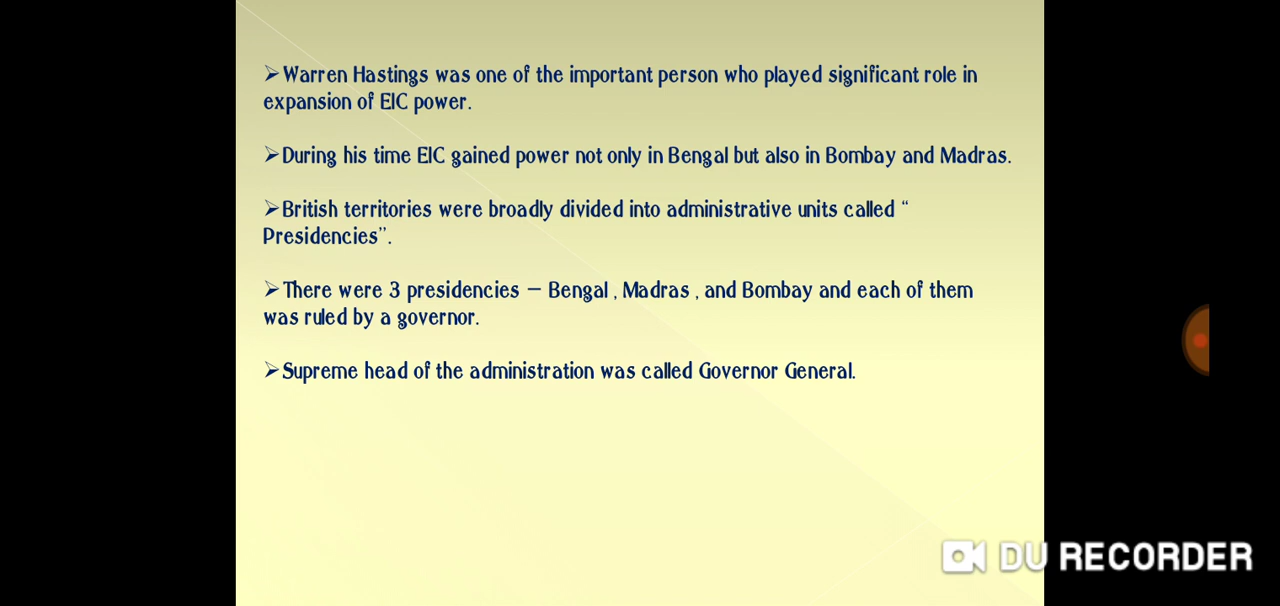 ➢Warren Hastings was one of the important person who played significant role in
expansion of EIC power.
➢During his time EIC gained power not only in Bengal but also in Bombay and Madras.
➢British territories were broadly divided into administrative units called “
Presidencies”.
➢There were 3 presidencies – Bengal , Madras , and Bombay and each of them
was ruled by a governor.
➢Supreme head of the administration was called Governor General.
DU RECORDER